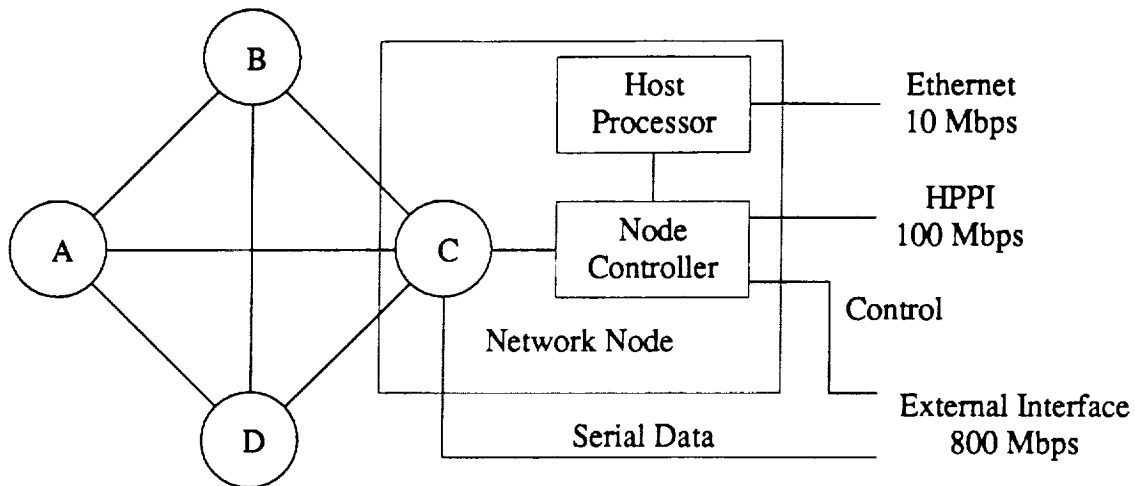 B
Host
Processor
Ethernet
10 Mbps
HPPI
100 Mbps
A
C
Node
Controller
Control
Network Node
D
Serial Data
External Interface
800 Mbps